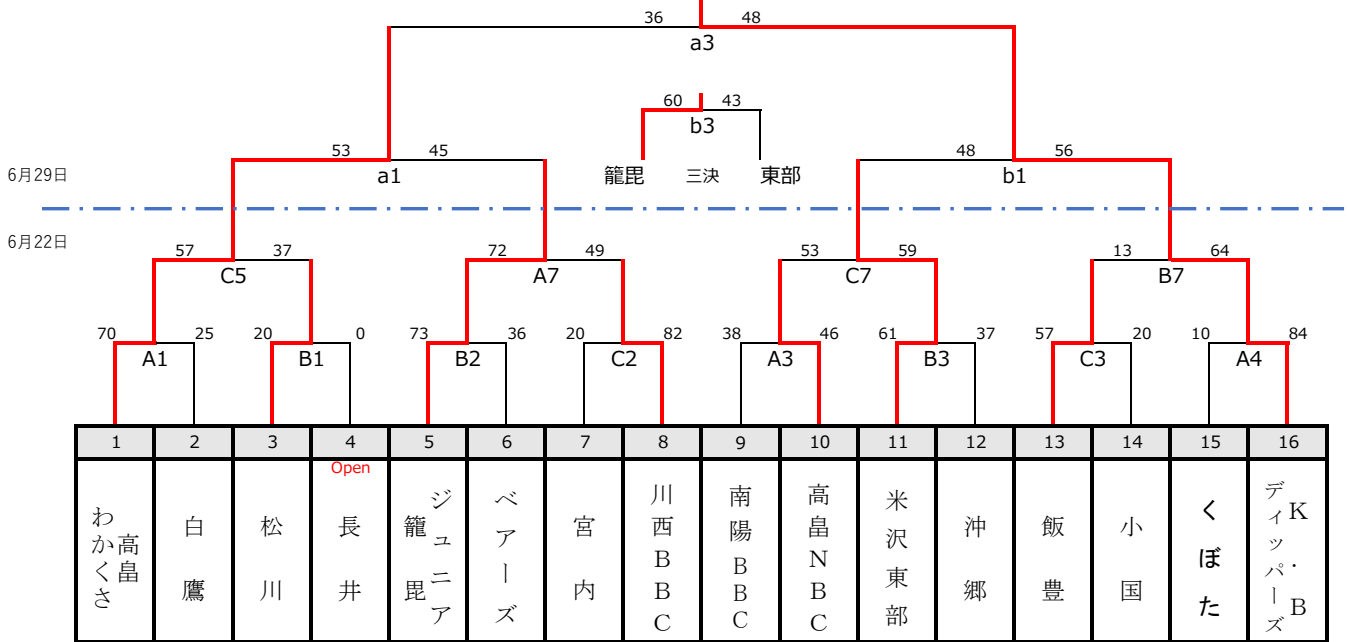 36 48
a3
60 43
b3
53 45 48 56
6月29日 a1 籠毘 三決 東部 b1
6月22日
57 37 72 49 53 59 13 64
C5 A7 C7 B7
70 25 20 0 73 36 20 82 38 46 61 37 57 20 10 84
A1 B1 B2 C2 A3 B3 C3 A4
1 2 3 4 5 6 7 8 9 10 11 12 13 14 15 16
Open
高畠
わかくさ
白鷹
松川
長井
ジュニア
籠毘
ベアーズ
宮内
川西BBC
南陽BBC
高畠NBC
米沢東部
沖郷
飯豊
小国
くぼた
K・B
ディッパーズ